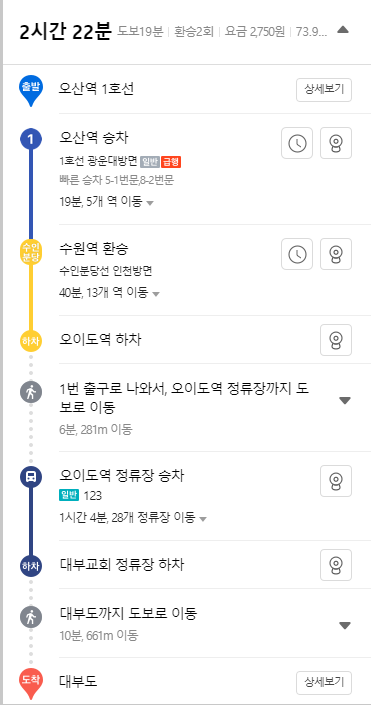 2시간 22분 도보19분 | 환승2회 | 요금 2,750원 | 73.9...
출발 오산역 1호선 상세보기
1 오산역 승차
1호선 광운대방면 일반 급행
빠른 승차 5-1번문,8-2번문
19분, 5개 역 이동
수인분당 수원역 환승
수인분당선 인천방면
40분, 13개 역 이동
하차 오이도역 하차
1번 출구로 나와서, 오이도역 정류장까지 도
보로 이동
6분, 281m 이동
오이도역 정류장 승차
일반 123
1시간 4분, 28개 정류장 이동
하차 대부교회 정류장 하차
대부도까지 도보로 이동
10분, 661m 이동
도착 대부도 상세보기